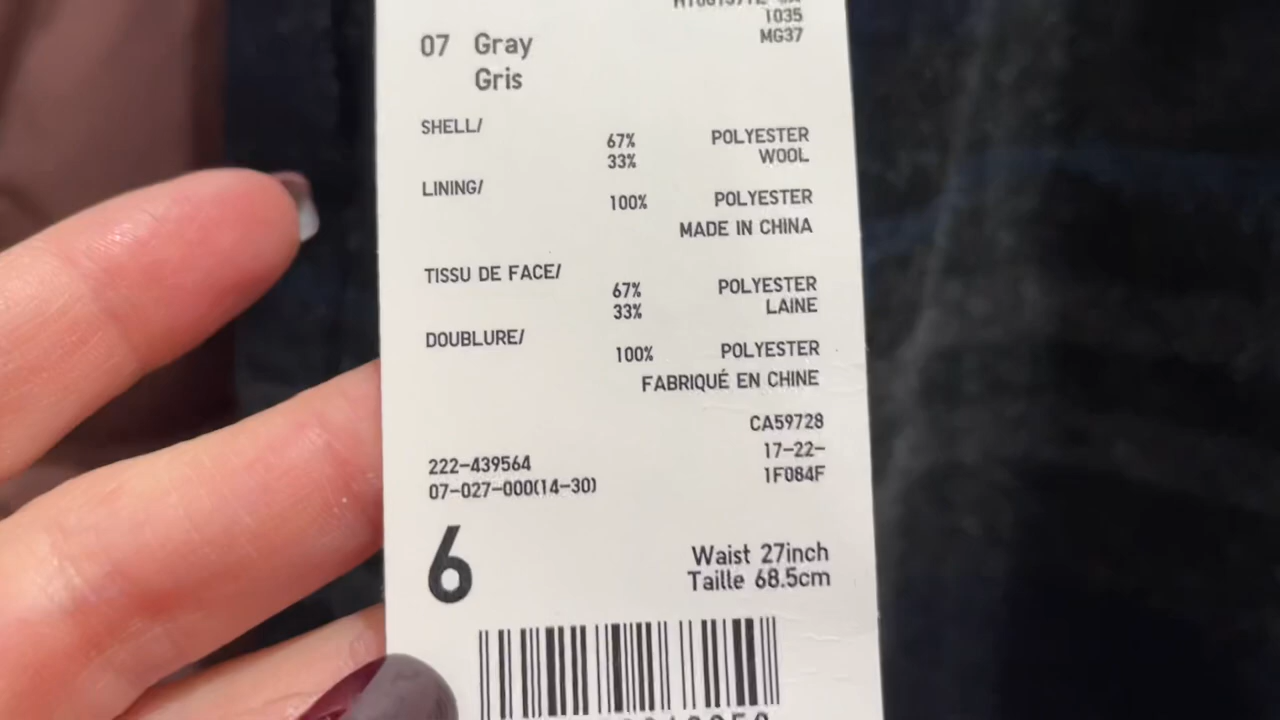 1035
MG37
07 Gray
Gris
SHELL/
67% POLYESTER
33% WOOL
LINING/
100% POLYESTER
MADE IN CHINA
TISSU DE FACE/
67% POLYESTER
33% LAINE
DOUBLURE/
100% POLYESTER
FABRIQUÉ EN CHINE
CA59728
17-22-
1F084F
222-439564
07-027-000(14-30)
6
Waist 27inch
Taille 68.5cm